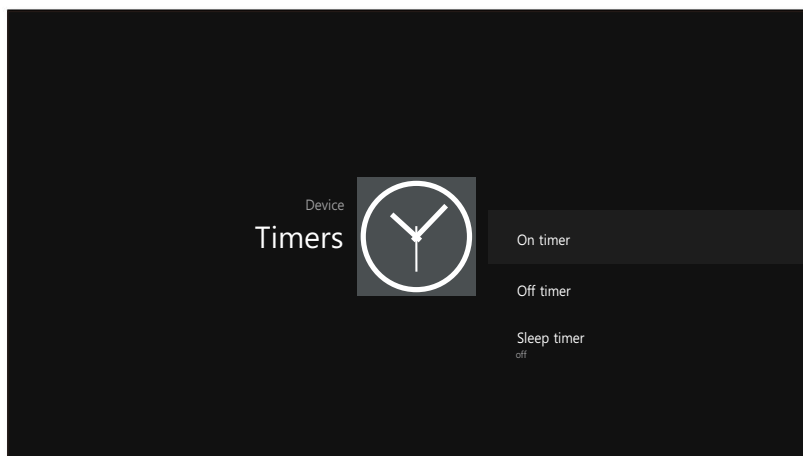 Device
Timers
On timer
Off timer
Sleep timer
off